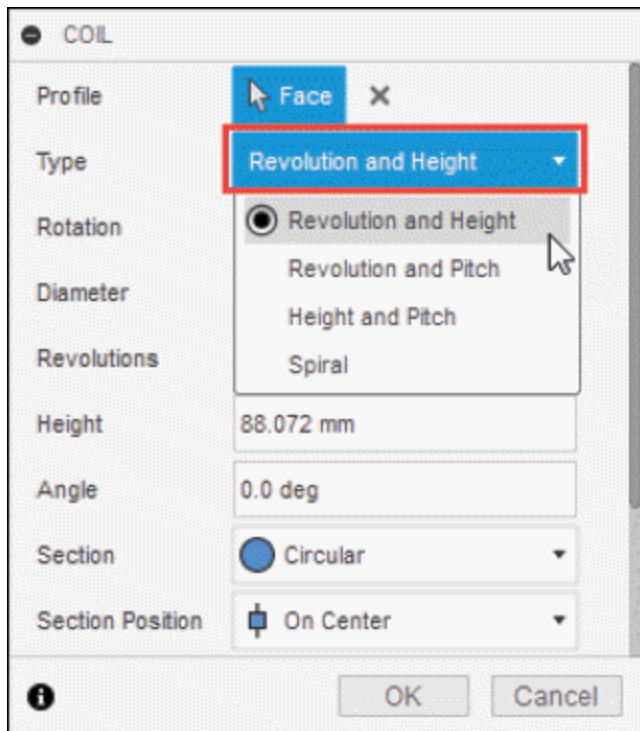 COIL
Profile Face
Type Revolution and Height
Rotation Revolution and Height
Revolution and Pitch
Diameter
Height and Pitch
Revolutions Spiral
Height 88.072 mm
Angle 0.0 deg
Section Circular
Section Position On Center
OK Cancel